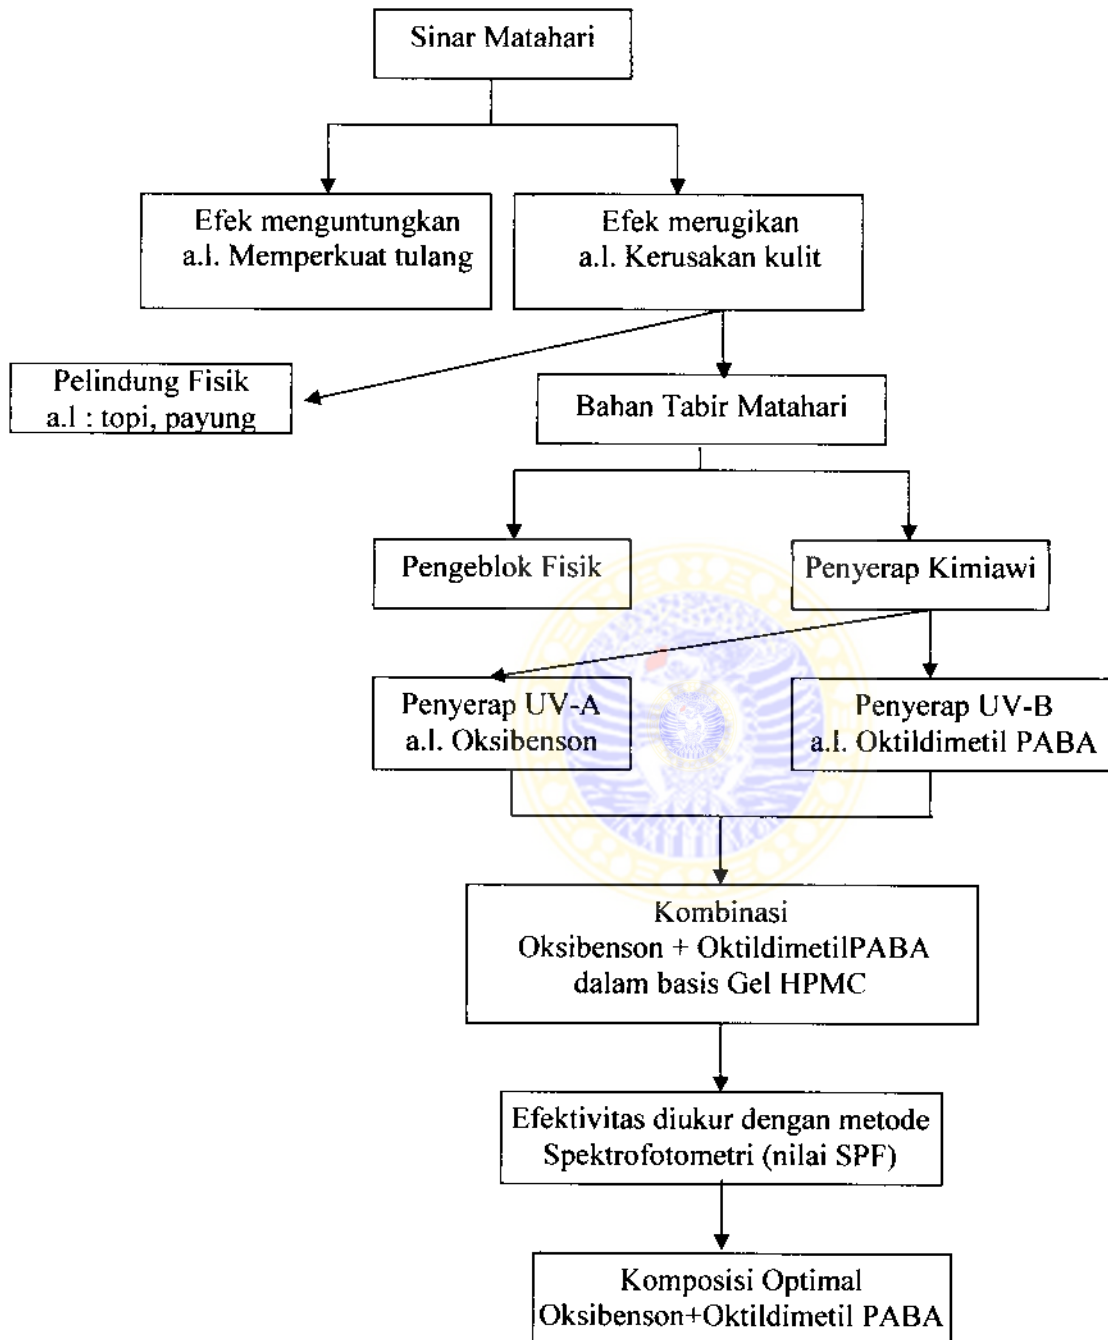 Sinar Matahari
Efek menguntungkan
a.l. Memperkuat tulang
Efek merugikan
a.l. Kerusakan kulit
Pelindung Fisik
a.l : topi, payung
Bahan Tabir Matahari
Pengeblok Fisik
Penyerap Kimiawi
Penyerap UV-A
a.l. Oksibenson
Penyerap UV-B
a.l. Oktildimetil PABA
Kombinasi
Oksibenson + OktildimetilPABA
dalam basis Gel HPMC
Efektivitas diukur dengan metode
Spektrofotometri (nilai SPF)
Komposisi Optimal
Oksibenson+Oktildimetil PABA